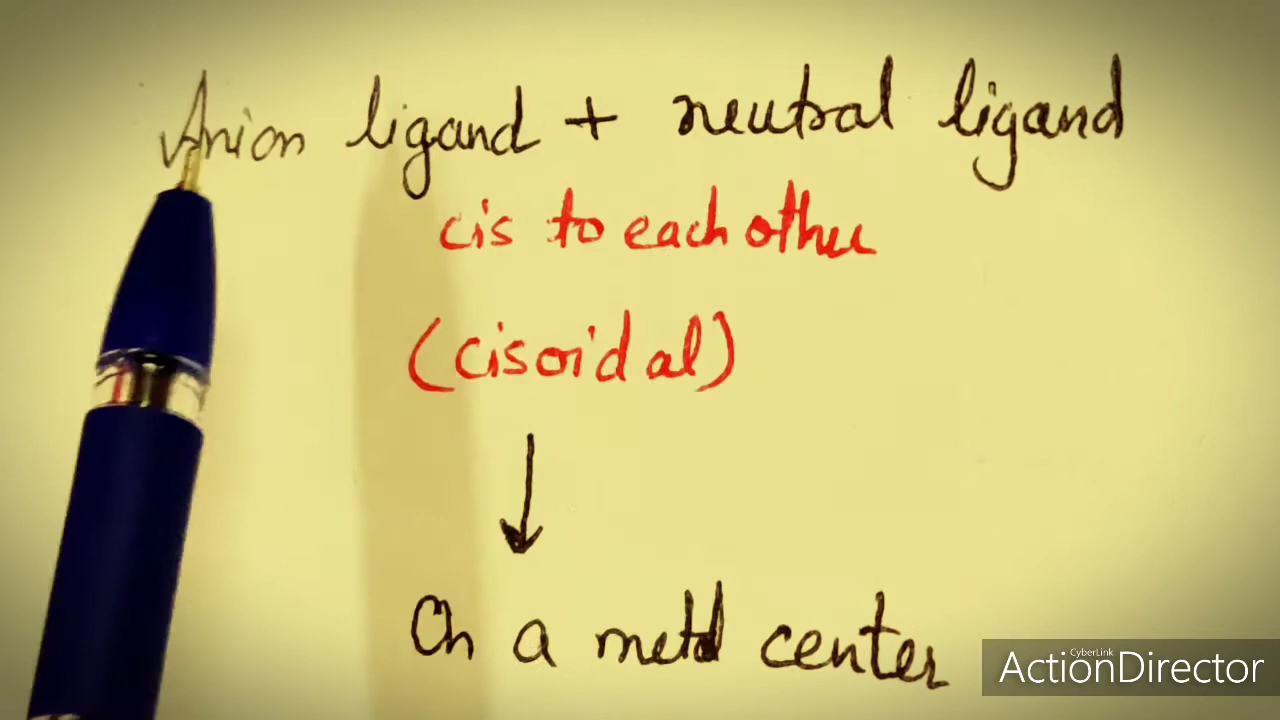 Anion ligand + neutral ligand
cis to each other
(cisoidal)
On a metal center
CyberLink
ActionDirector